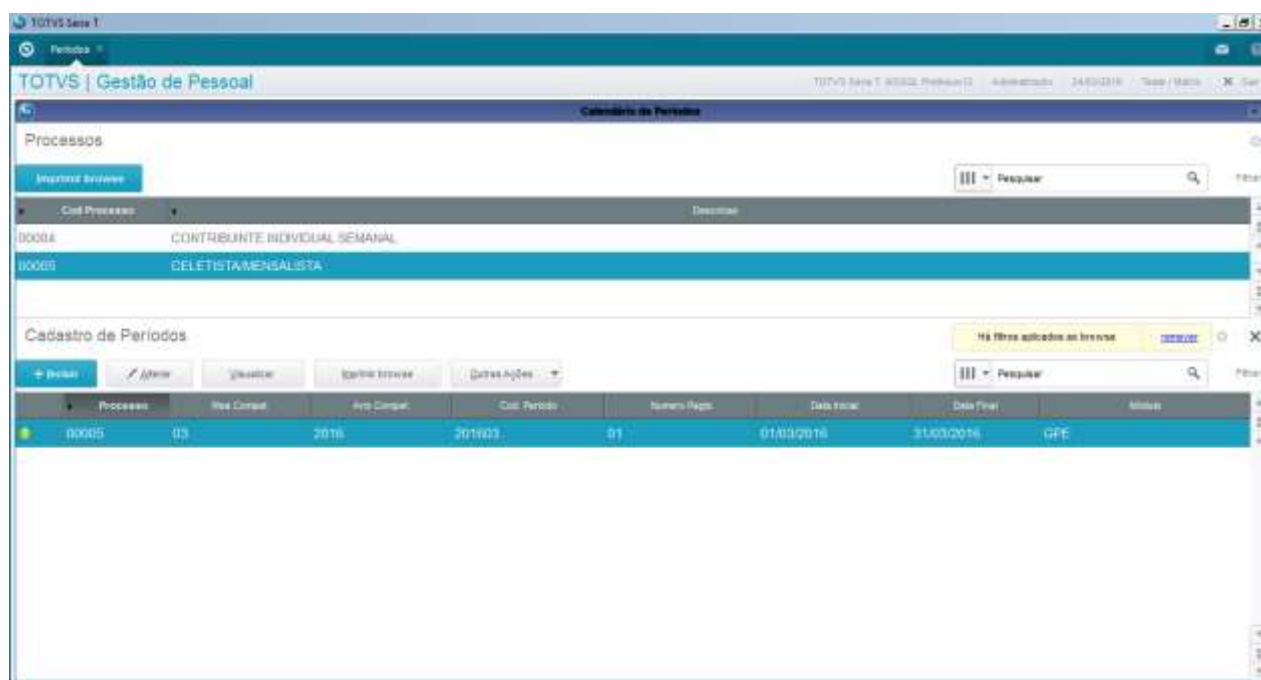 TOTVS Serie T
Períodos
TOTVS | Gestão de Pessoal
Calendário de Períodos
Processos
Imprimir browse
Pesquisar
Cod Processo
Descricao
00004 CONTRIBUINTE INDIVIDUAL SEMANAL
00005 CELETISTA/MENSALISTA
Cadastro de Períodos
Há filtros aplicados ao browse remover
+ Incluir Alterar Visualizar Imprimir browse Outras Ações
Pesquisar
Processo Mes Compet. Ano Compet. Cod. Periodo Numero Pagto. Data Inicial Data Final Módulo
00005 03 2016 201603 01 01/03/2016 31/03/2016 GPE